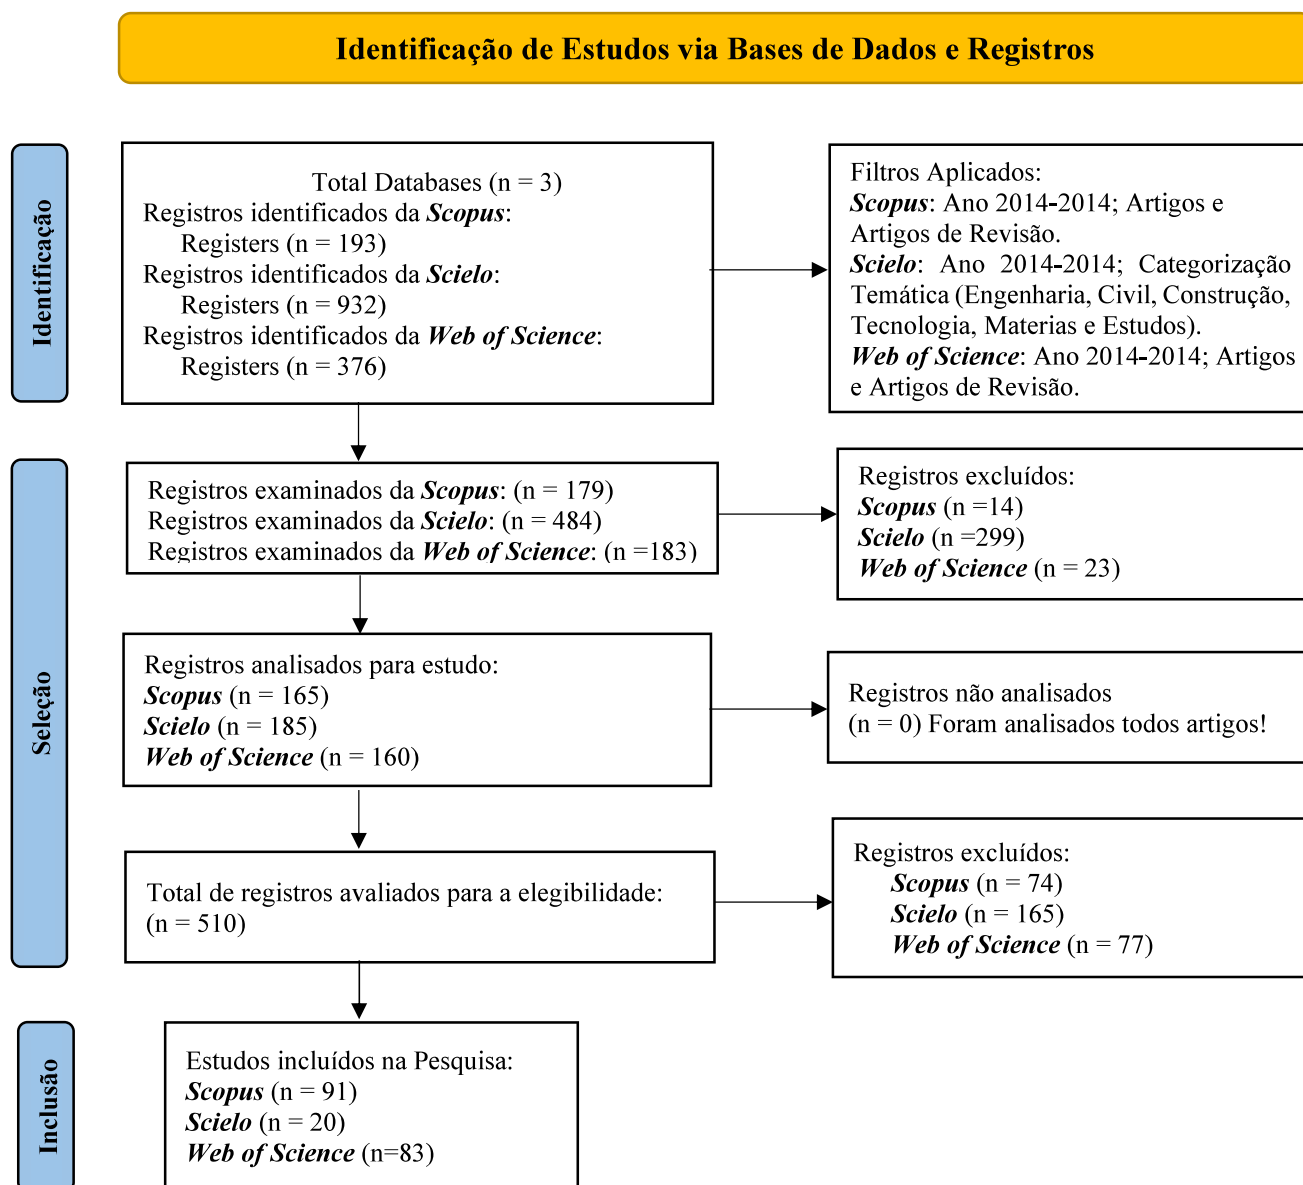 Identificação de Estudos via Bases de Dados e Registros
Identificação
Total Databases (n = 3)
Registros identificados da Scopus:
Registers (n = 193)
Registros identificados da Scielo:
Registers (n = 932)
Registros identificados da Web of Science:
Registers (n = 376)
Filtros Aplicados:
Scopus: Ano 2014-2014; Artigos e
Artigos de Revisão.
Scielo: Ano 2014-2014; Categorização
Temática (Engenharia, Civil, Construção,
Tecnologia, Materias e Estudos).
Web of Science: Ano 2014-2014; Artigos
e Artigos de Revisão.
Seleção
Registros examinados da Scopus: (n = 179)
Registros examinados da Scielo: (n = 484)
Registros examinados da Web of Science: (n =183)
Registros excluídos:
Scopus (n =14)
Scielo (n =299)
Web of Science (n = 23)
Registros analisados para estudo:
Scopus (n = 165)
Scielo (n = 185)
Web of Science (n = 160)
Registros não analisados
(n = 0) Foram analisados todos artigos!
Total de registros avaliados para a elegibilidade:
(n = 510)
Registros excluídos:
Scopus (n = 74)
Scielo (n = 165)
Web of Science (n = 77)
Inclusão
Estudos incluídos na Pesquisa:
Scopus (n = 91)
Scielo (n = 20)
Web of Science (n=83)